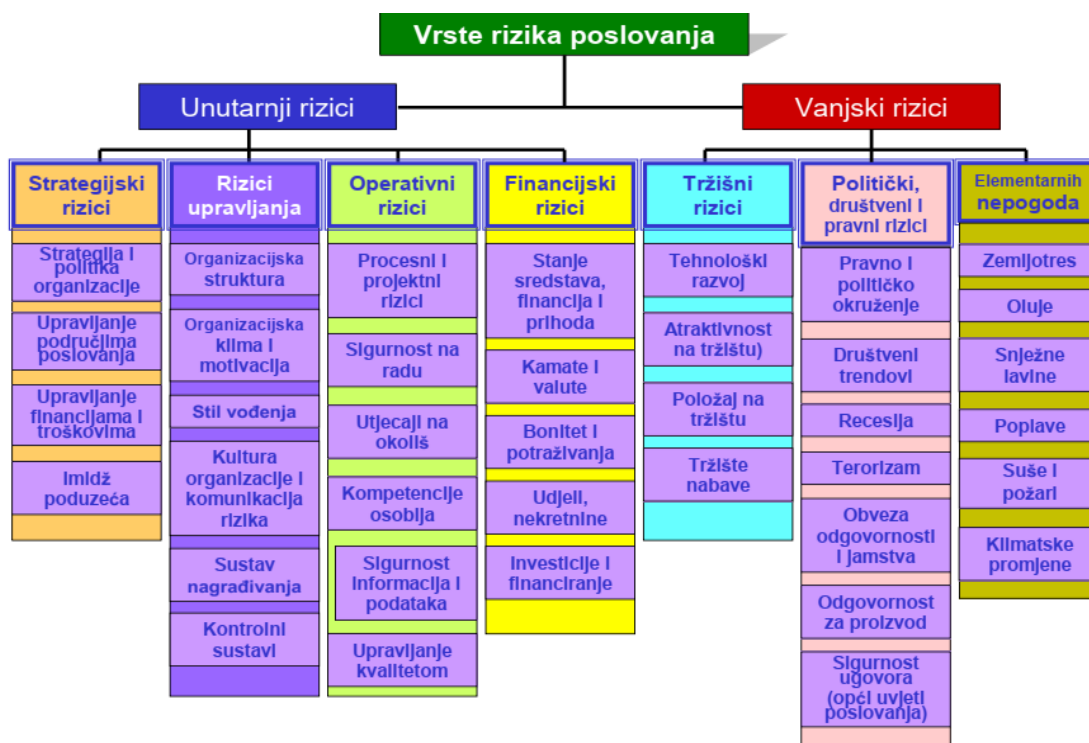 Vrste rizika poslovanja
Unutarnji rizici
Vanjski rizici
Strategijski
rizici
Strategija i
politika
organizacije
Upravljanje
područjima
poslovanja
Upravljanje
financijama i
troškovima
Imidž
poduzeća
Rizici
upravljanja
Organizacijska
struktura
Organizacijska
klima i
motivacija
Stil vođenja
Kultura
organizacije i
komunikacija
rizika
Sustav
nagrađivanja
Kontrolni
sustavi
Operativni
rizici
Procesni i
projektni
rizici
Sigurnost na
radu
Utjecaji na
okoliš
Kompetencije
osoblja
Sigurnost
informacija i
podataka
Upravljanje
kvalitetom
Financijski
rizici
Stanje
sredstava,
financija i
prihoda
Kamate i
valute
Bonitet i
potraživanja
Udjeli,
nekretnine
Investicije i
financiranje
Tržišni
rizici
Tehnološki
razvoj
Atraktivnost
na tržištu)
Položaj na
tržištu
Tržište
nabave
Politički,
društveni i
pravni rizici
Pravno i
političko
okruženje
Društveni
trendovi
Recesija
Terorizam
Obveza
odgovornosti
i jamstva
Odgovornost
za proizvod
Sigurnost
ugovora
(opći uvjeti
poslovanja)
Elementarnih
nepogoda
Zemljotres
Oluje
Snježne
lavine
Poplave
Suše i
požari
Klimatske
promjene